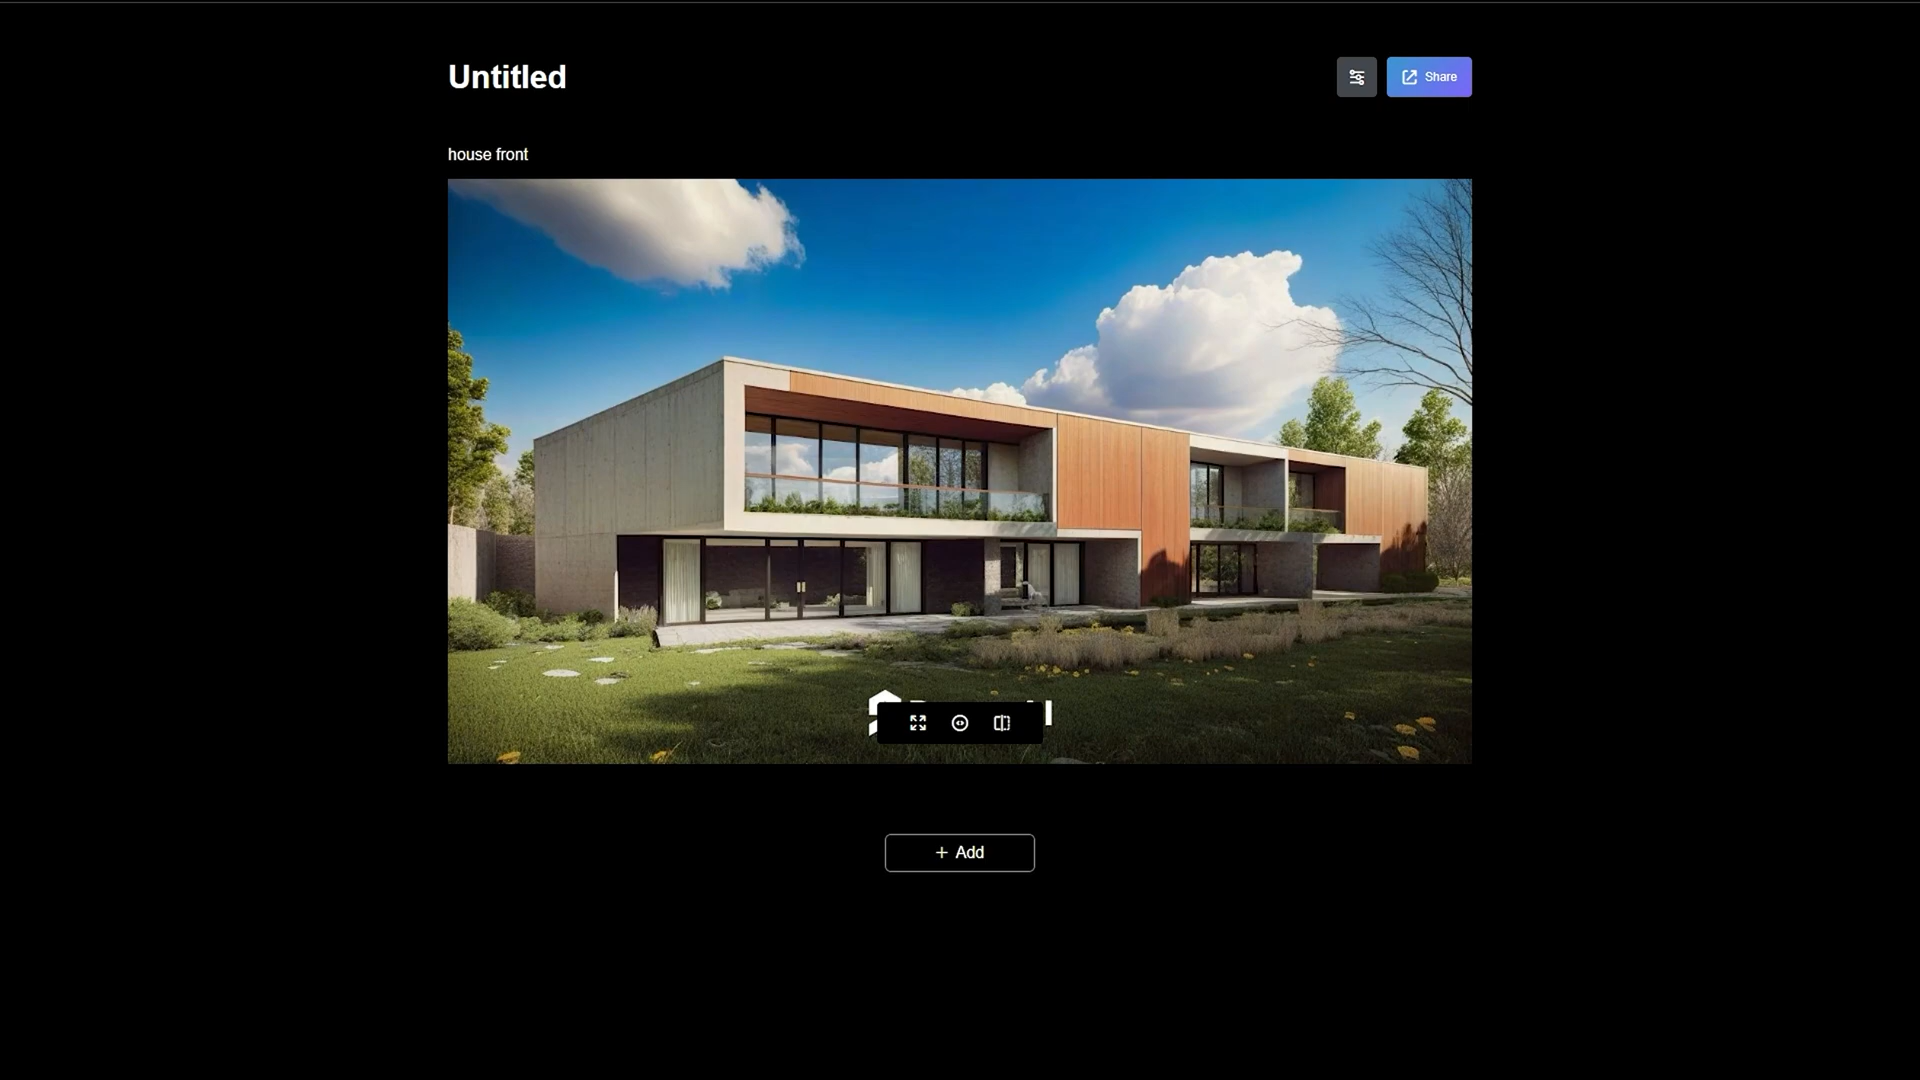 Untitled
Share
house front
+ Add